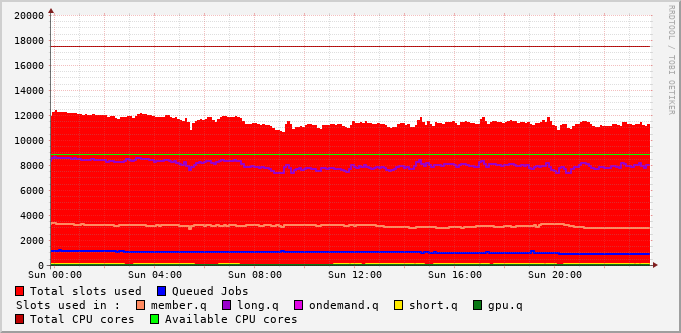 20000
18000
16000
14000
12000
10000
8000
6000
4000
2000
0
Sun 00:00 Sun 04:00 Sun 08:00 Sun 12:00 Sun 16:00 Sun 20:00
Total slots used Queued Jobs
Slots used in : member.q long.q ondemand.q short.q gpu.q
Total CPU cores Available CPU cores
RRDTOOL / TOBI OETIKER